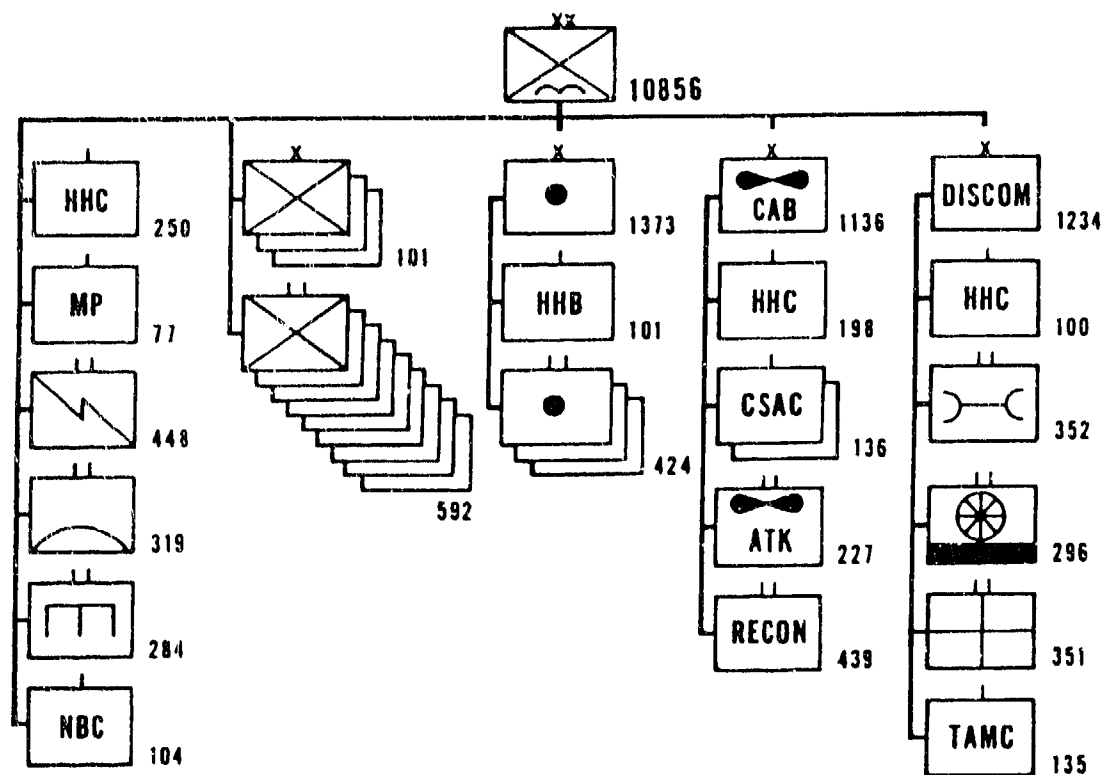 10856
HHC
250
MP
77
448
319
284
NBC
104
101
592
1373
HHB
101
424
CAB
1136
HHC
198
CSAC
136
ATK
227
RECON
439
DISCOM
1234
HHC
100
352
296
351
TAMC
135